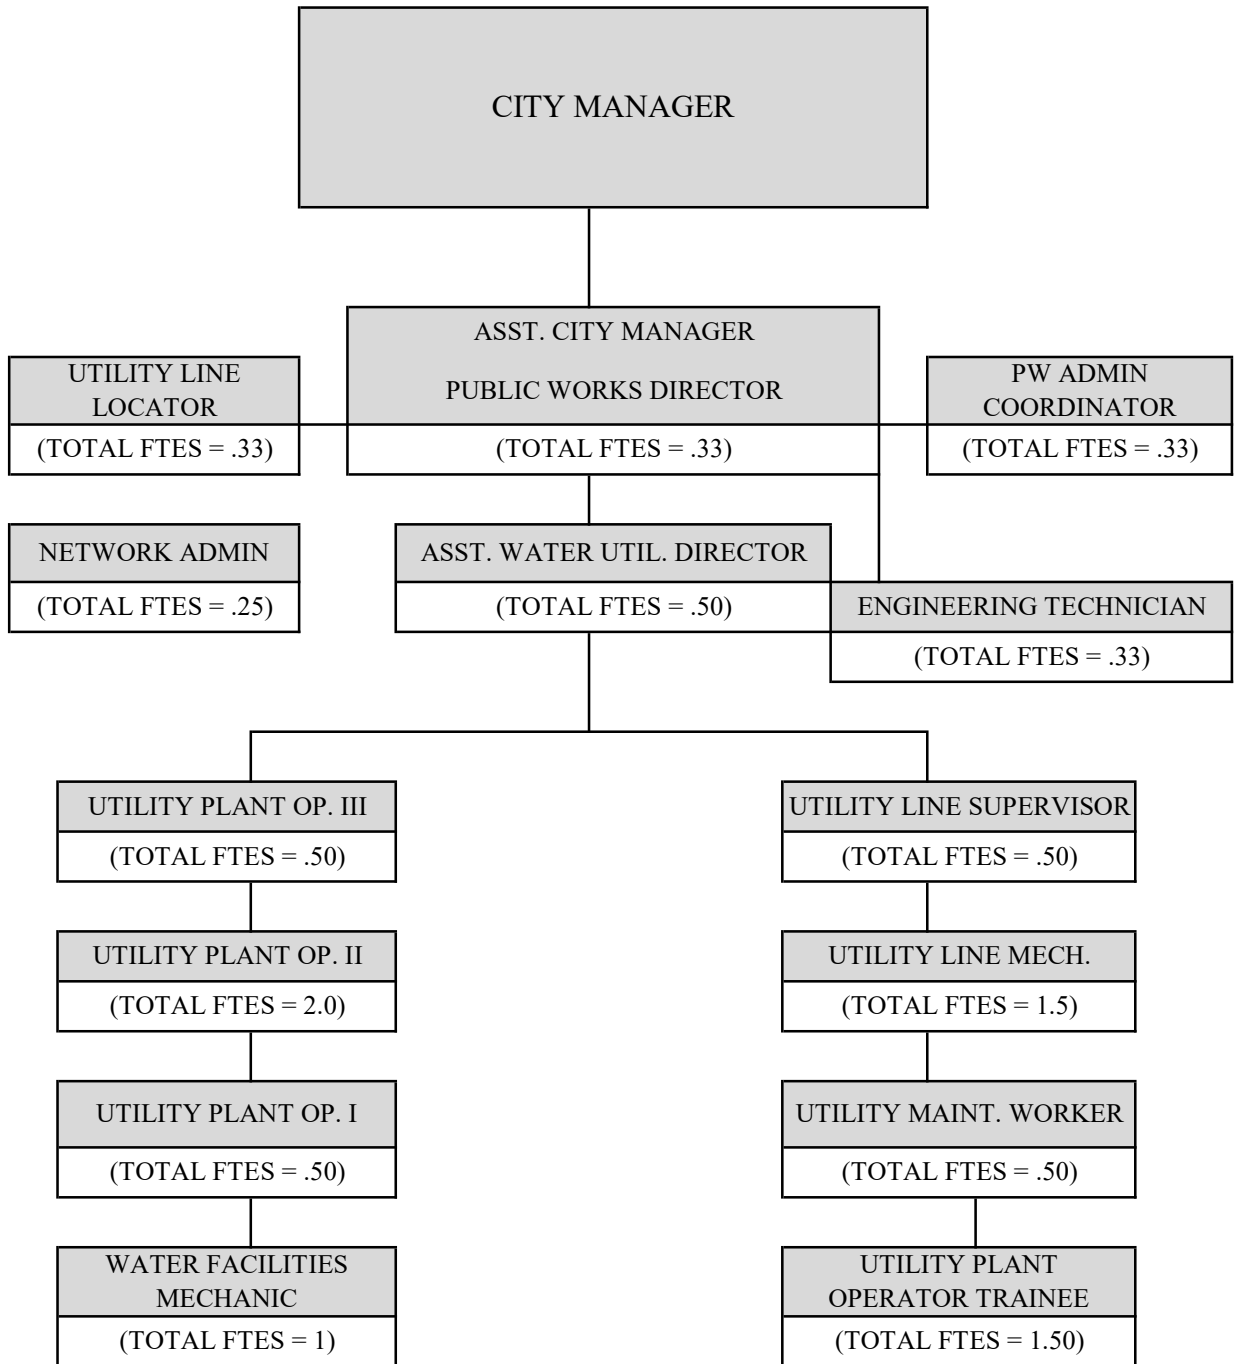 CITY MANAGER
ASST. CITY MANAGER
PUBLIC WORKS DIRECTOR
(TOTAL FTES = .33)
UTILITY LINE
LOCATOR
(TOTAL FTES = .33)
PW ADMIN
COORDINATOR
(TOTAL FTES = .33)
NETWORK ADMIN
(TOTAL FTES = .25)
ASST. WATER UTIL. DIRECTOR
(TOTAL FTES = .50)
ENGINEERING TECHNICIAN
(TOTAL FTES = .33)
UTILITY PLANT OP. III
(TOTAL FTES = .50)
UTILITY PLANT OP. II
(TOTAL FTES = 2.0)
UTILITY PLANT OP. I
(TOTAL FTES = .50)
WATER FACILITIES
MECHANIC
(TOTAL FTES = 1)
UTILITY LINE SUPERVISOR
(TOTAL FTES = .50)
UTILITY LINE MECH.
(TOTAL FTES = 1.5)
UTILITY MAINT. WORKER
(TOTAL FTES = .50)
UTILITY PLANT
OPERATOR TRAINEE
(TOTAL FTES = 1.50)